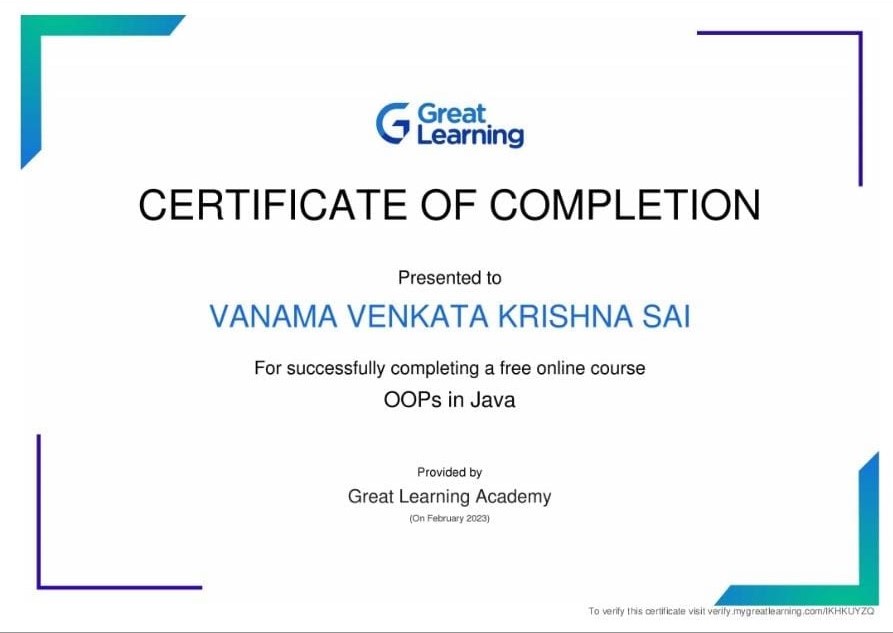 Great
Learning
CERTIFICATE OF COMPLETION
Presented to
VANAMA VENKATA KRISHNA SAI
For successfully completing a free online course
OOPs in Java
Provided by
Great Learning Academy
(On February 2023)
To verify this certificate visit verify.mygreatlearning.com/IKHKUYZQ